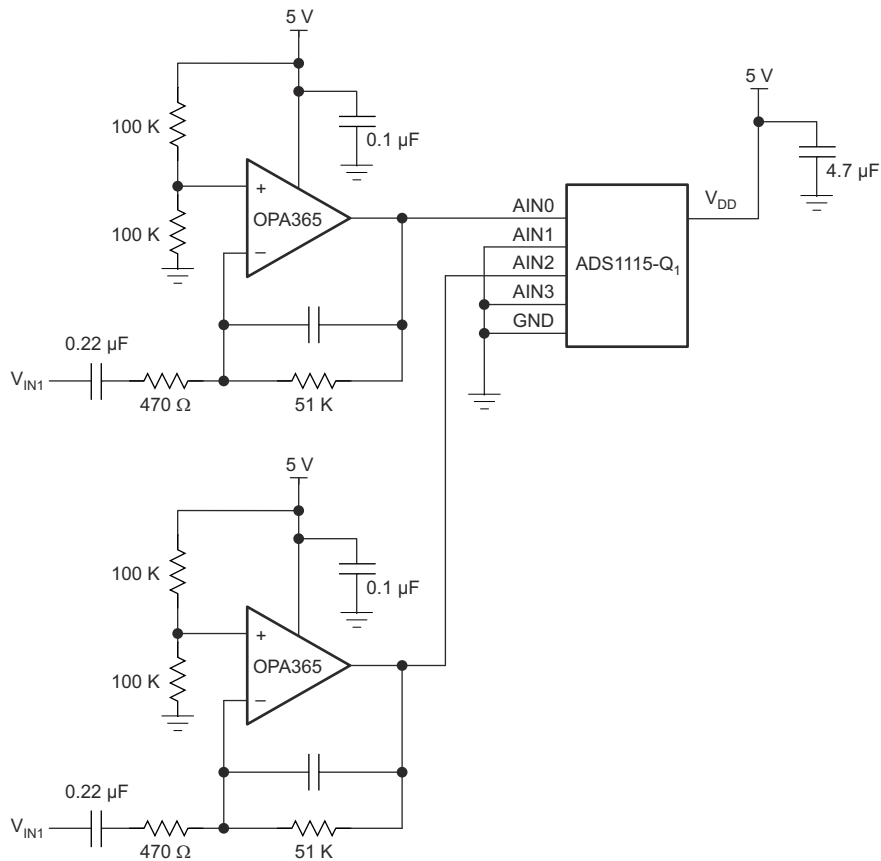 5 V
100 K
0.1 µF
100 K
+
OPA365
−
0.22 µF
V_IN1
470 Ω
51 K
5 V
4.7 µF
V_DD
AIN0
AIN1
AIN2
AIN3
GND
ADS1115-Q₁
5 V
100 K
0.1 µF
100 K
+
OPA365
−
0.22 µF
V_IN1
470 Ω
51 K